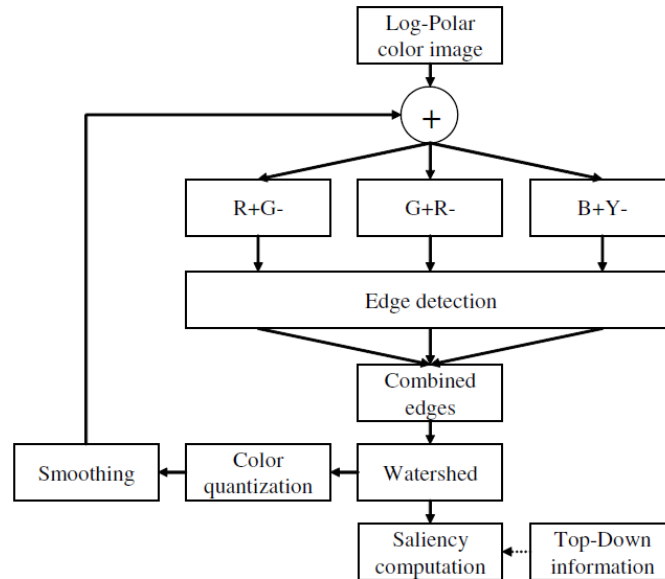 Log-Polar
color image
+
R+G-
G+R-
B+Y-
Edge detection
Combined
edges
Smoothing
Color
quantization
Watershed
Saliency
computation
Top-Down
information